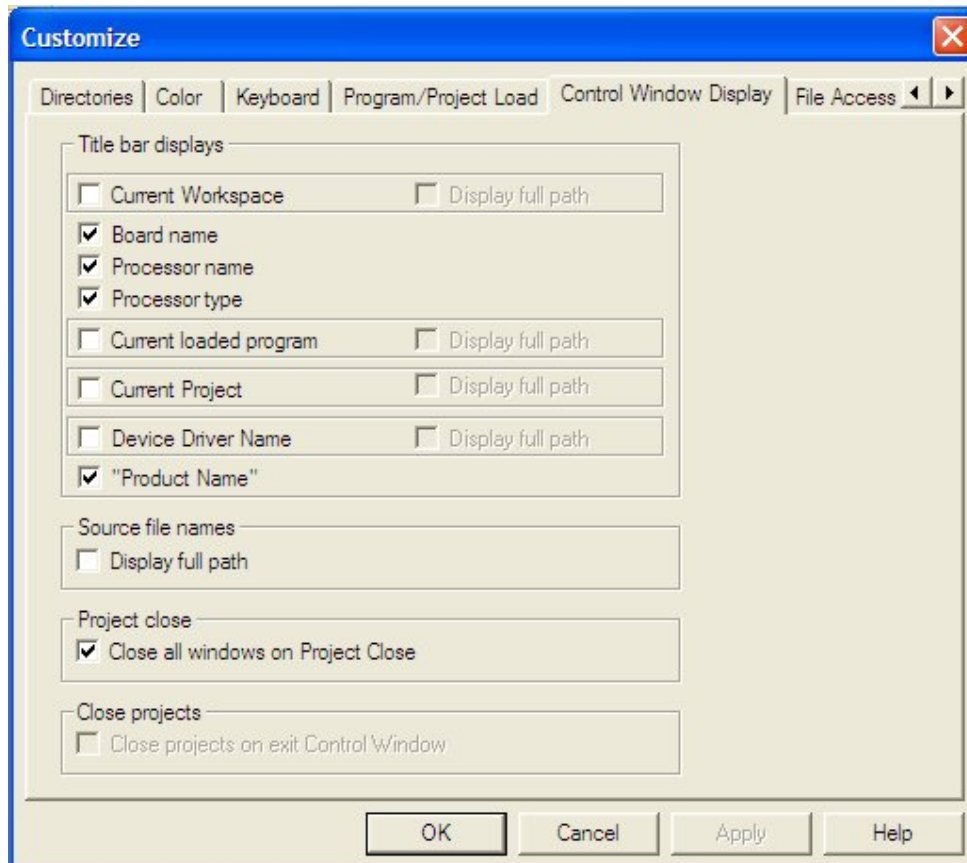 Customize
Directories Color Keyboard Program/Project Load Control Window Display File Access
Title bar displays
Current Workspace Display full path
Board name
Processor name
Processor type
Current loaded program Display full path
Current Project Display full path
Device Driver Name Display full path
"Product Name"
Source file names
Display full path
Project close
Close all windows on Project Close
Close projects
Close projects on exit Control Window
OK Cancel Apply Help